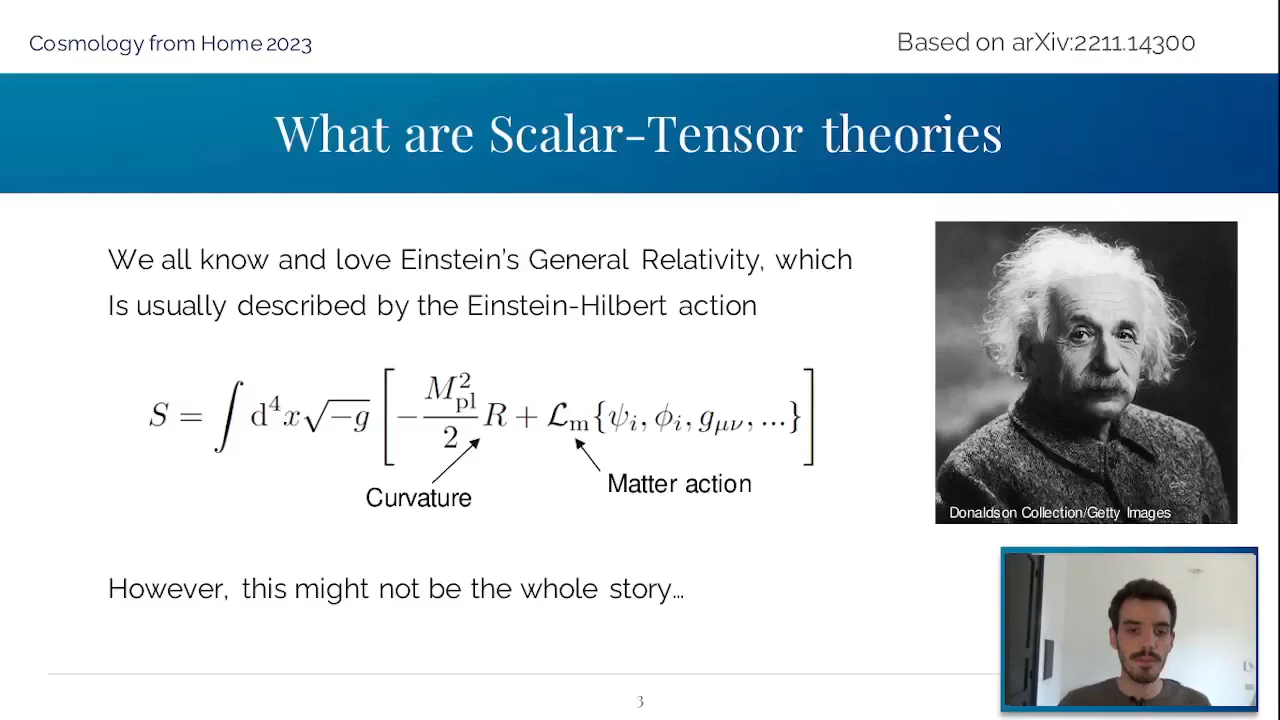 Cosmology from Home 2023
Based on arXiv:2211.14300
What are Scalar-Tensor theories
We all know and love Einstein's General Relativity, which
Is usually described by the Einstein-Hilbert action
S = ∫ d⁴x√−g [ −M²pl/2 R + 𝓛m{ψi, ϕi, gμν, ...} ]
Curvature
Matter action
Donaldson Collection/Getty Images
However, this might not be the whole story...
3